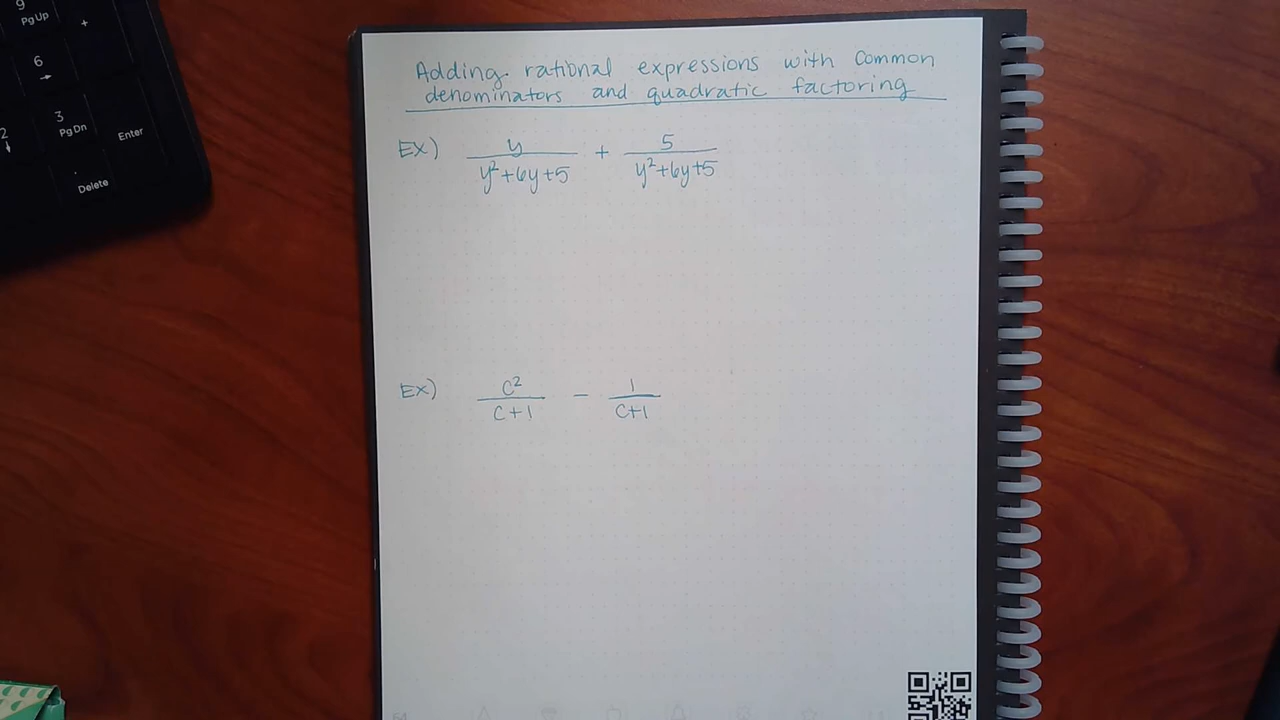 9
PgUp
+
6
→
3
PgDn
2
↓
Enter
.
Delete
Adding rational expressions with common
denominators and quadratic factoring
EX) y/(y²+6y+5) + 5/(y²+6y+5)
EX) c²/(c+1) - 1/(c+1)